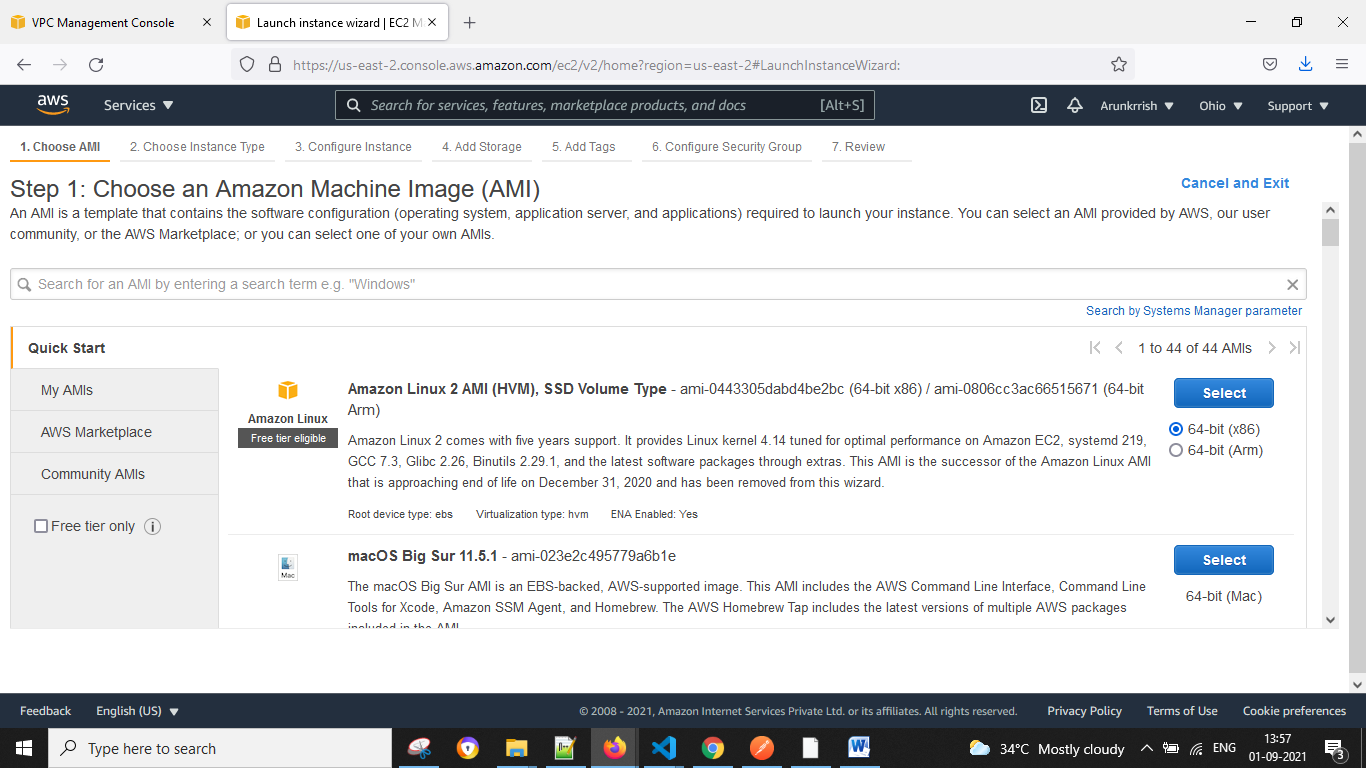 VPC Management Console
Launch instance wizard | EC2 M
https://us-east-2.console.aws.amazon.com/ec2/v2/home?region=us-east-2#LaunchInstanceWizard:
aws
Services
Search for services, features, marketplace products, and docs
[Alt+S]
Arunkrrish
Ohio
Support
1. Choose AMI
2. Choose Instance Type
3. Configure Instance
4. Add Storage
5. Add Tags
6. Configure Security Group
7. Review
Step 1: Choose an Amazon Machine Image (AMI)
Cancel and Exit
An AMI is a template that contains the software configuration (operating system, application server, and applications) required to launch your instance. You can select an AMI provided by AWS, our user
community, or the AWS Marketplace; or you can select one of your own AMIs.
Search for an AMI by entering a search term e.g. "Windows"
Search by Systems Manager parameter
Quick Start
1 to 44 of 44 AMIs
My AMIs
AWS Marketplace
Community AMIs
Free tier only
i
Amazon Linux
Free tier eligible
Amazon Linux 2 AMI (HVM), SSD Volume Type - ami-0443305dabd4be2bc (64-bit x86) / ami-0806cc3ac66515671 (64-bit
Arm)
Amazon Linux 2 comes with five years support. It provides Linux kernel 4.14 tuned for optimal performance on Amazon EC2, systemd 219,
GCC 7.3, Glibc 2.26, Binutils 2.29.1, and the latest software packages through extras. This AMI is the successor of the Amazon Linux AMI
that is approaching end of life on December 31, 2020 and has been removed from this wizard.
Root device type: ebs
Virtualization type: hvm
ENA Enabled: Yes
Select
64-bit (x86)
64-bit (Arm)
Mac
macOS Big Sur 11.5.1 - ami-023e2c495779a6b1e
The macOS Big Sur AMI is an EBS-backed, AWS-supported image. This AMI includes the AWS Command Line Interface, Command Line
Tools for Xcode, Amazon SSM Agent, and Homebrew. The AWS Homebrew Tap includes the latest versions of multiple AWS packages
included in the AMI.
Select
64-bit (Mac)
Feedback
English (US)
© 2008 - 2021, Amazon Internet Services Private Ltd. or its affiliates. All rights reserved.
Privacy Policy
Terms of Use
Cookie preferences
Type here to search
34°C Mostly cloudy
ENG
13:57
01-09-2021
3